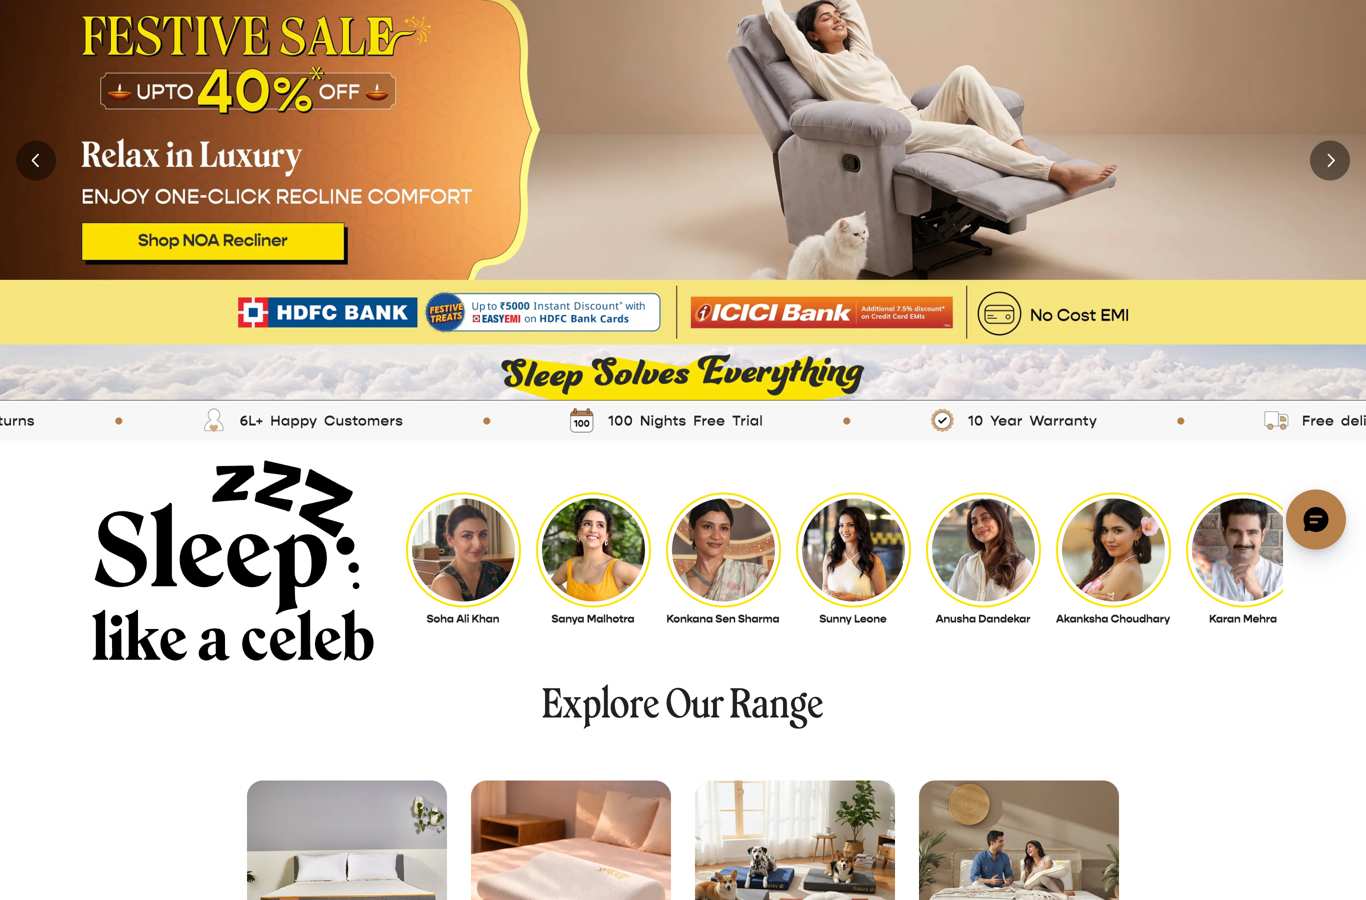 FESTIVE SALE
UPTO 40%* OFF
Relax in Luxury
ENJOY ONE-CLICK RECLINE COMFORT
Shop NOA Recliner
HDFC BANK
FESTIVE TREATS
Up to ₹5000 Instant Discount* with
EASYEMI on HDFC Bank Cards
ICICI Bank
Additional 7.5% discount*
on Credit Card EMIs
No Cost EMI
Sleep Solves Everything
turns
6L+ Happy Customers
100
100 Nights Free Trial
10 Year Warranty
Free deli
zzz
Sleep
like a celeb
Soha Ali Khan
Sanya Malhotra
Konkana Sen Sharma
Sunny Leone
Anusha Dandekar
Akanksha Choudhary
Karan Mehra
Explore Our Range